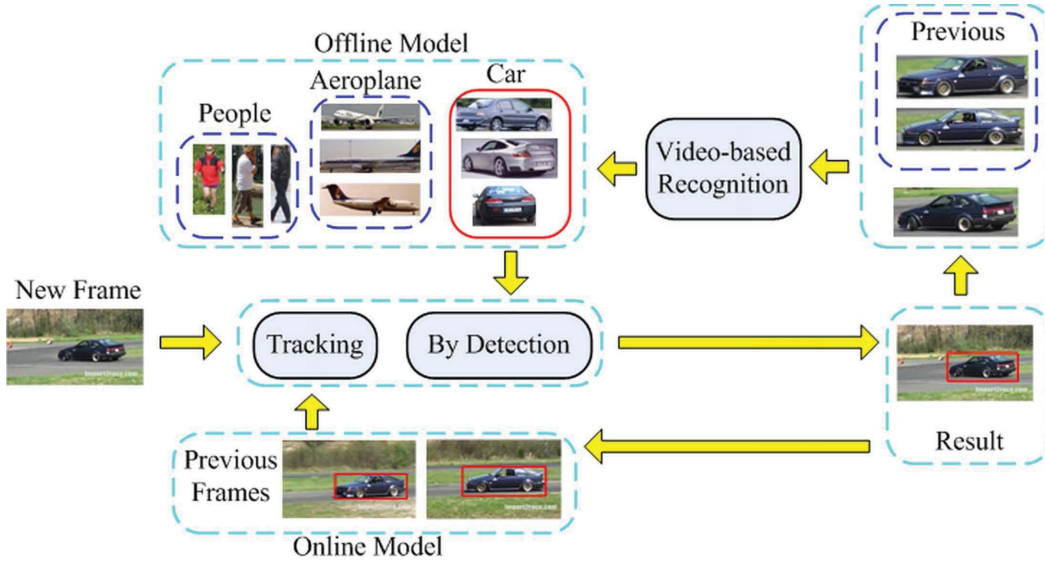 Offline Model
Previous
Aeroplane
Car
People
Video-based
Recognition
New Frame
Tracking
By Detection
Result
Previous
Frames
Online Model